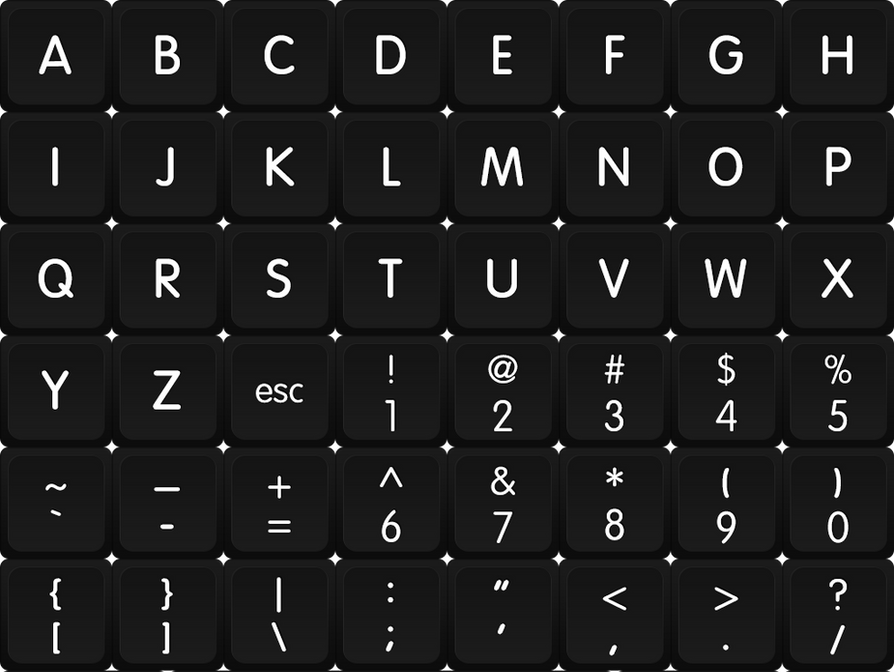 A B C D E F G H
I J K L M N O P
Q R S T U V W X
Y Z esc ! @ # $ %
1 2 3 4 5
~ — + ^ & * ( )
` - = 6 7 8 9 0
{ } | : " < > ?
[ ] \ ; ' , . /